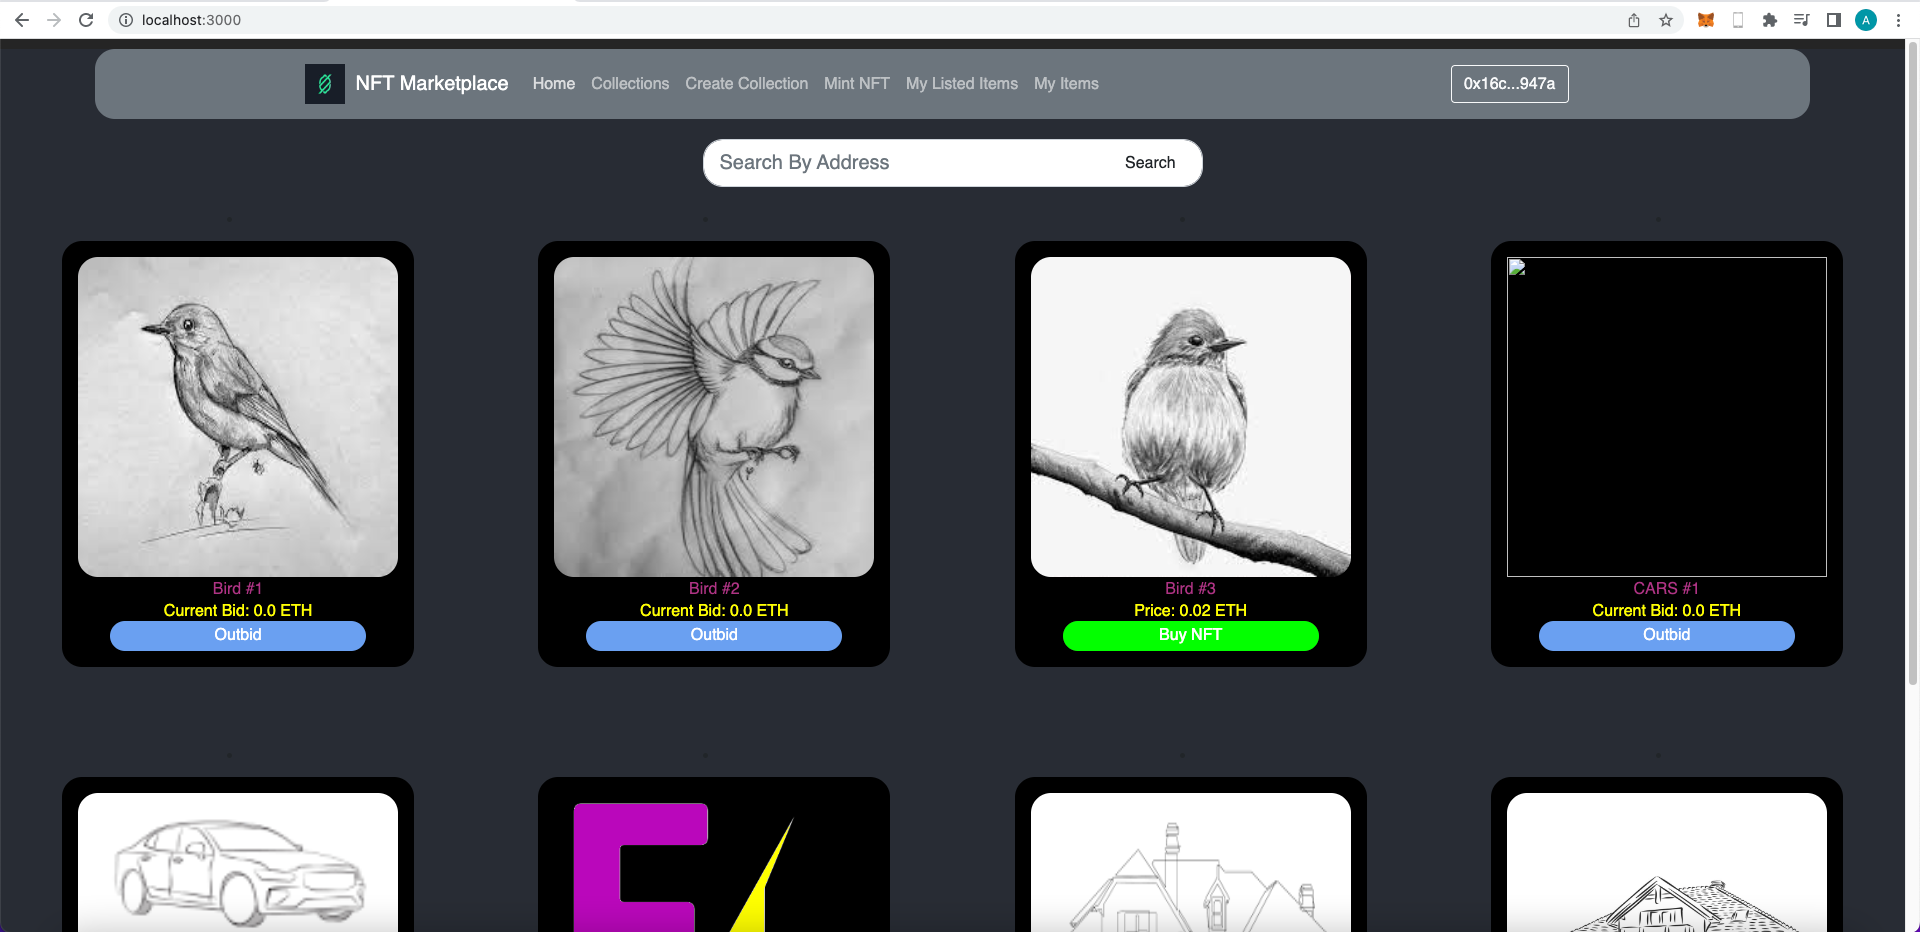 localhost:3000
A
NFT Marketplace Home Collections Create Collection Mint NFT My Listed Items My Items 0x16c...947a
Search By Address Search
Bird #1
Current Bid: 0.0 ETH
Outbid
Bird #2
Current Bid: 0.0 ETH
Outbid
Bird #3
Price: 0.02 ETH
Buy NFT
CARS #1
Current Bid: 0.0 ETH
Outbid